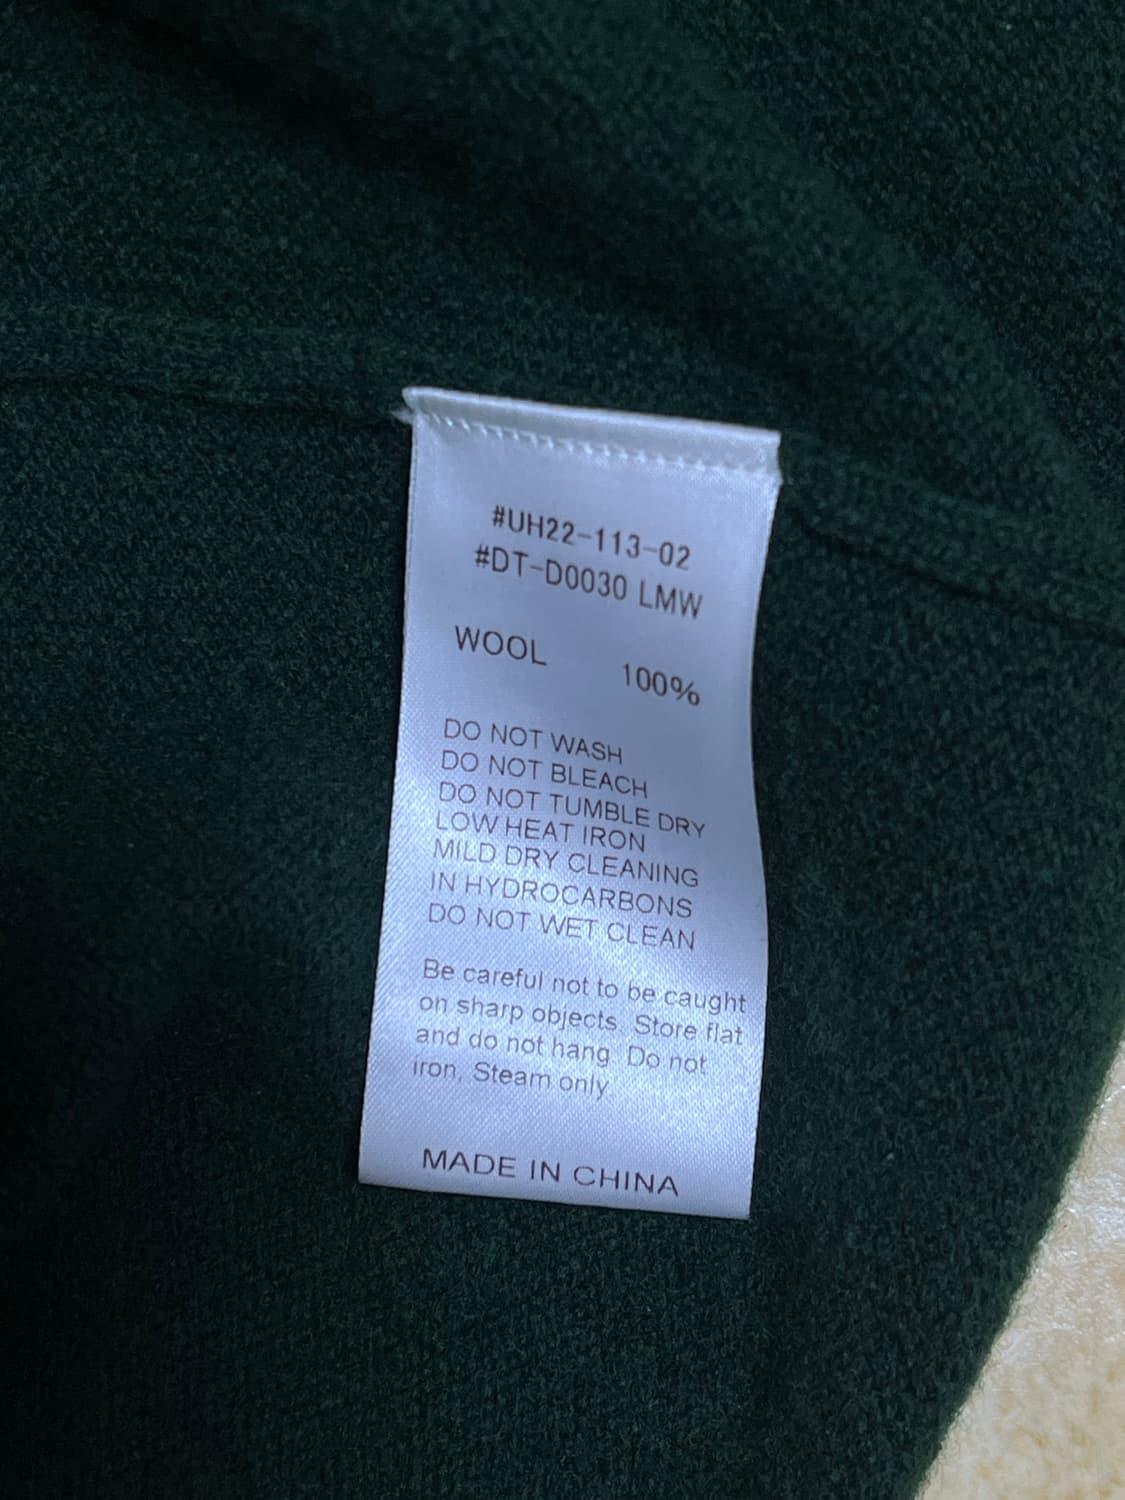 #UH22-113-02
#DT-D0030 LMW
WOOL 100%
DO NOT WASH
DO NOT BLEACH
DO NOT TUMBLE DRY
LOW HEAT IRON
MILD DRY CLEANING
IN HYDROCARBONS
DO NOT WET CLEAN
Be careful not to be caught
on sharp objects. Store flat
and do not hang. Do not
iron, Steam only
MADE IN CHINA